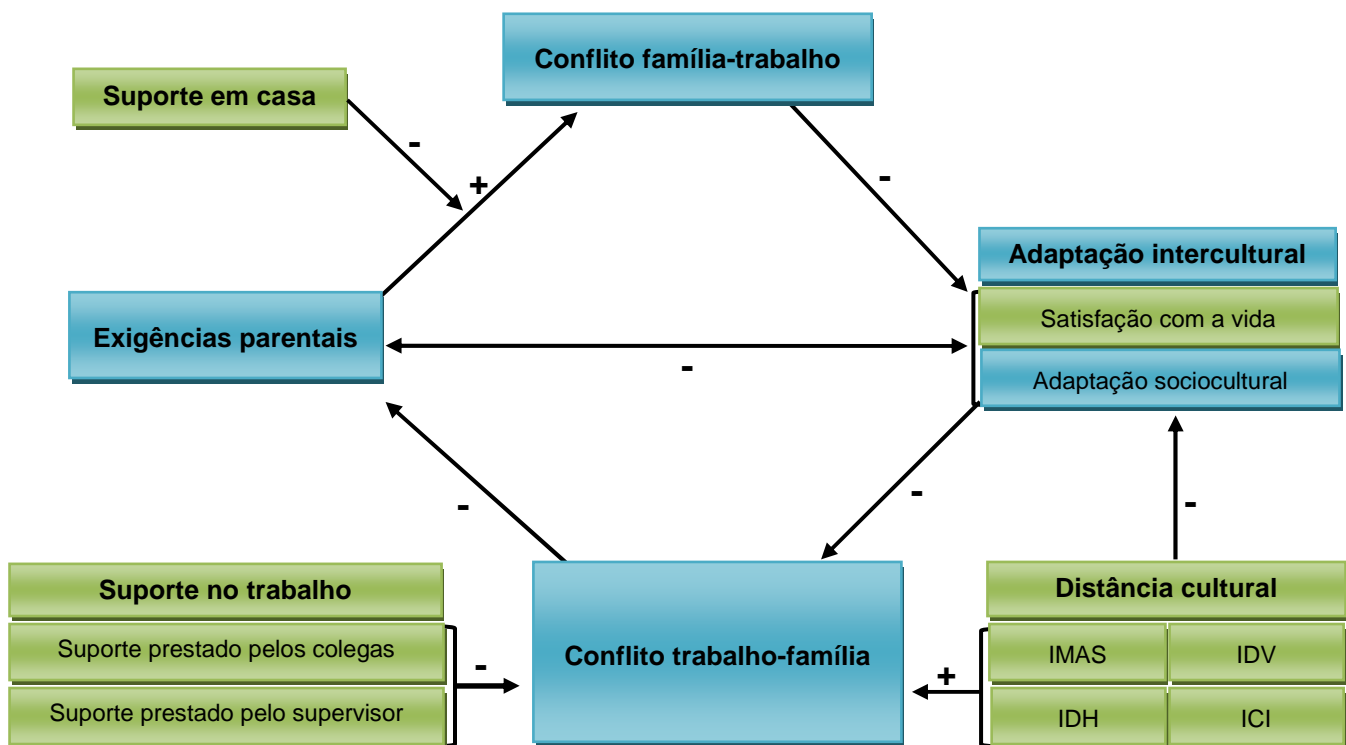 Conflito família-trabalho
Suporte em casa
-
+
-
Adaptação intercultural
Satisfação com a vida
Adaptação sociocultural
Exigências parentais
-
-
-
-
Suporte no trabalho
Suporte prestado pelos colegas
Suporte prestado pelo supervisor
-
Conflito trabalho-família
+
Distância cultural
IMAS IDV
IDH ICI